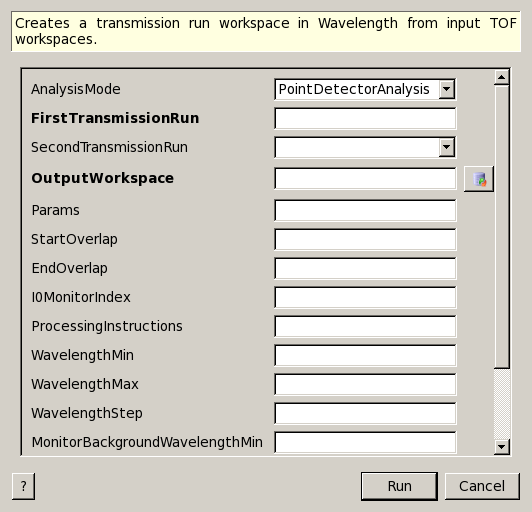 Creates a transmission run workspace in Wavelength from input TOF
workspaces.
AnalysisMode PointDetectorAnalysis
FirstTransmissionRun
SecondTransmissionRun
OutputWorkspace
Params
StartOverlap
EndOverlap
I0MonitorIndex
ProcessingInstructions
WavelengthMin
WavelengthMax
WavelengthStep
MonitorBackgroundWavelengthMin
? Run Cancel